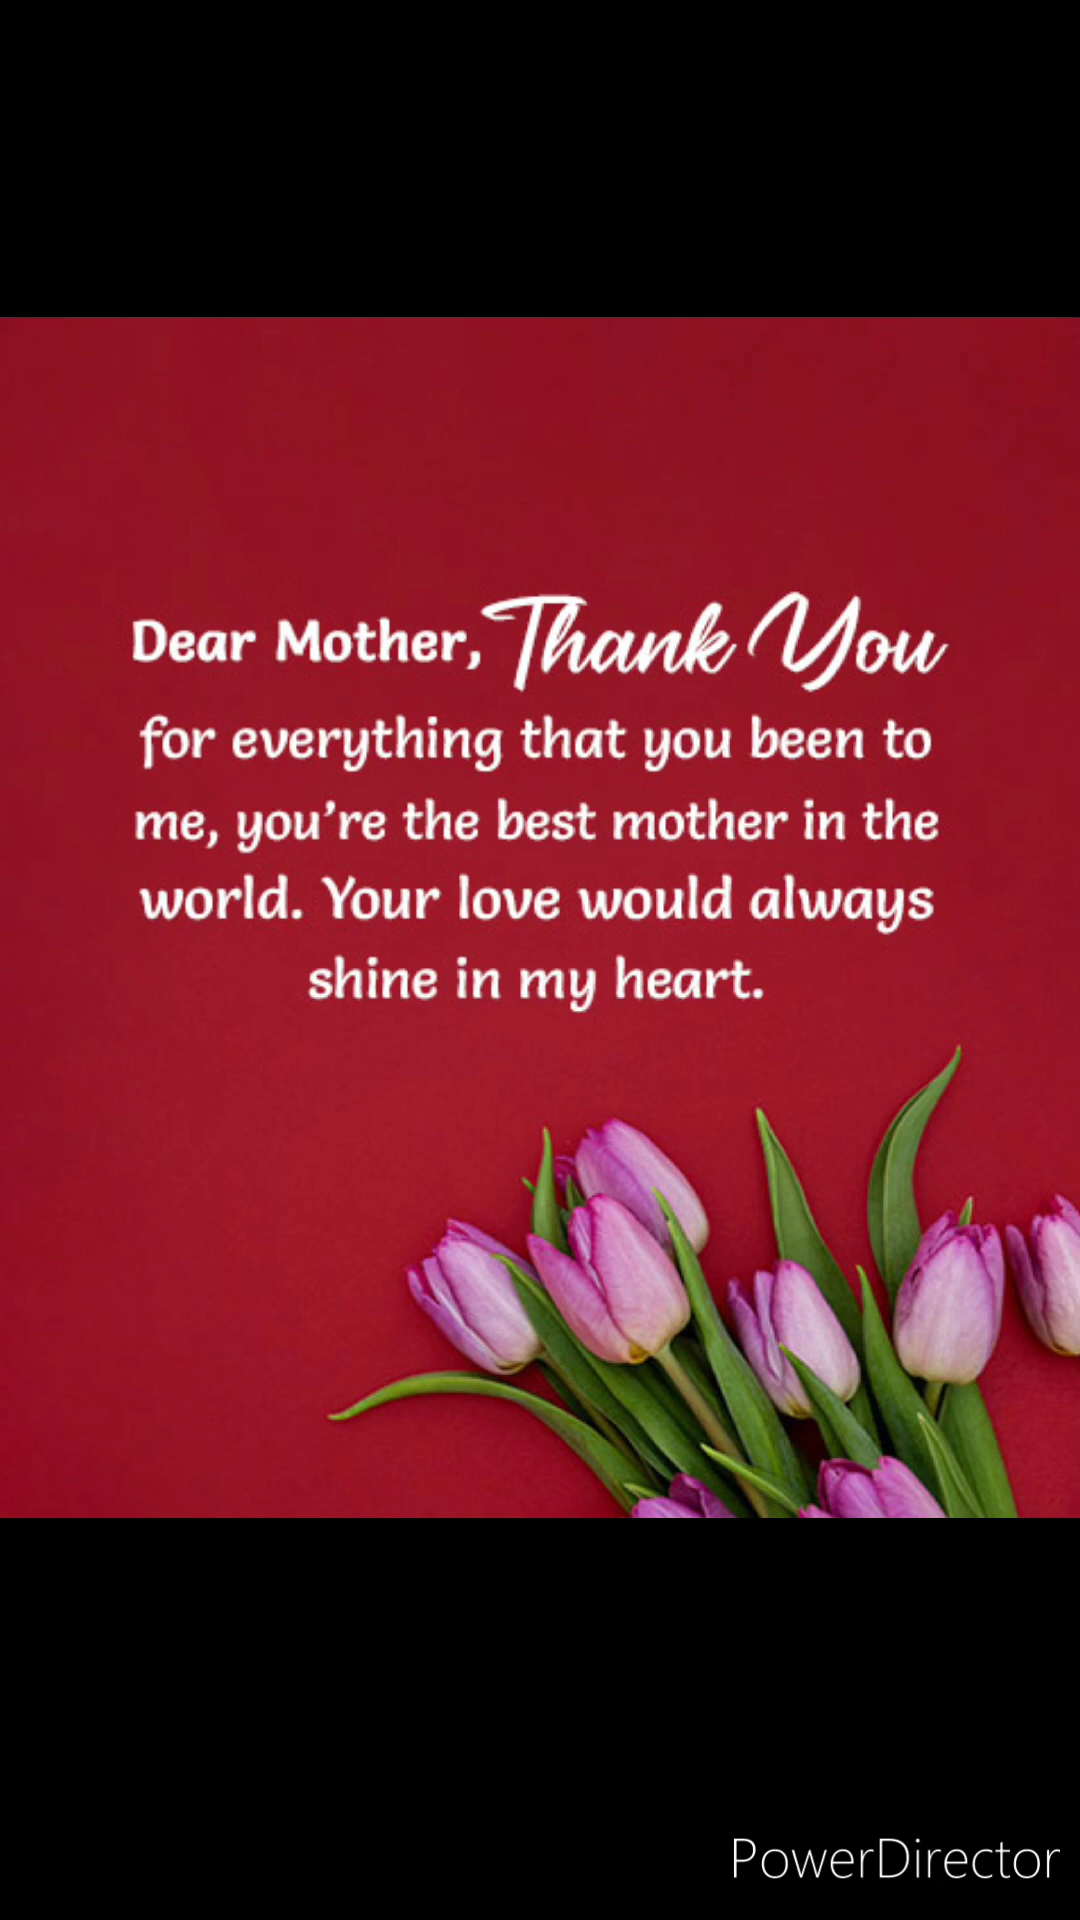 Dear Mother, Thank You
for everything that you been to
me, you’re the best mother in the
world. Your love would always
shine in my heart.
PowerDirector